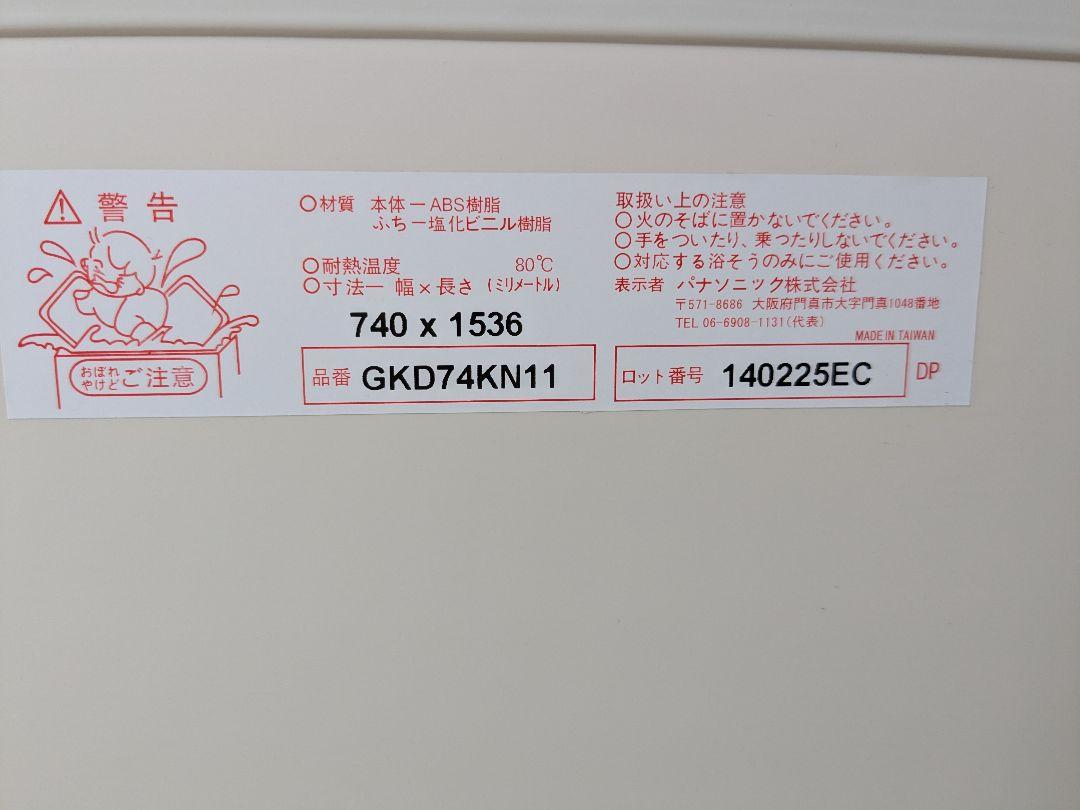 警告
おぼれ
やけど ご注意
○材質 本体ーABS樹脂
ふちー塩化ビニル樹脂
○耐熱温度 80℃
○寸法ー 幅×長さ (ミリメートル)
740 x 1536
品番 GKD74KN11
取扱い上の注意
○火のそばに置かないでください。
○手をついたり、乗ったりしないでください。
○対応する浴そうのみにご使用ください。
表示者 パナソニック株式会社
〒571-8686 大阪府門真市大字門真1048番地
TEL 06-6908-1131(代表)
MADE IN TAIWAN
ロット番号 140225EC DP